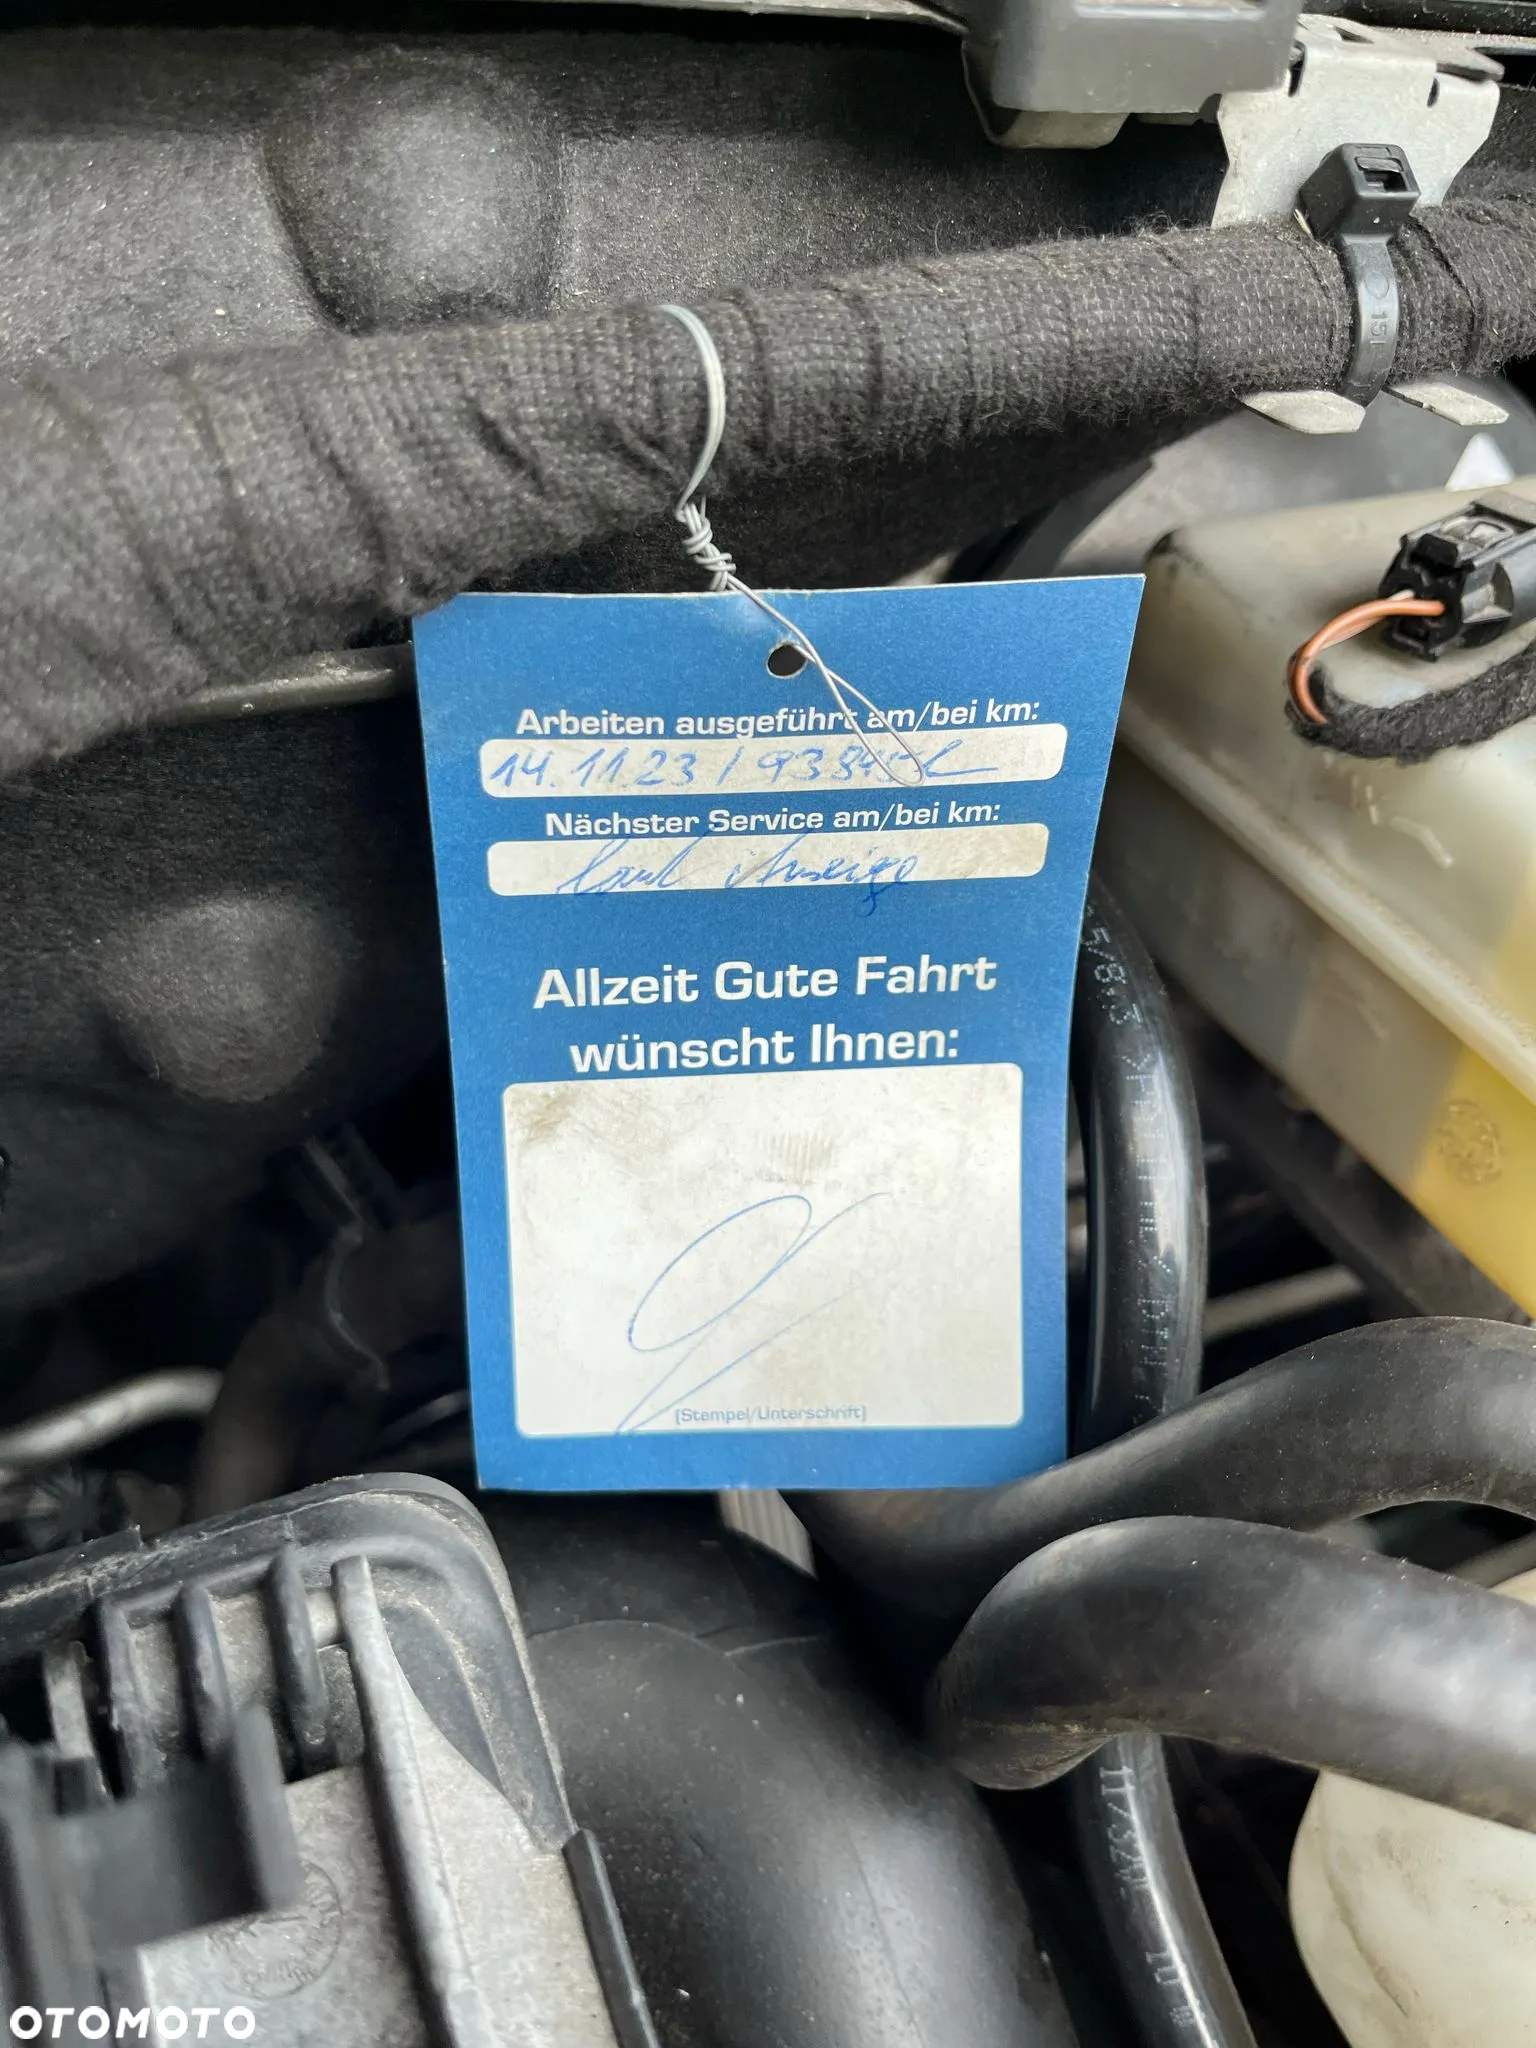 Arbeiten ausgeführt am/bei km:
14.11.23 / 93845
Nächster Service am/bei km:
laut Anzeige
Allzeit Gute Fahrt
wünscht Ihnen:
(Stempel/Unterschrift)
OTOMOTO